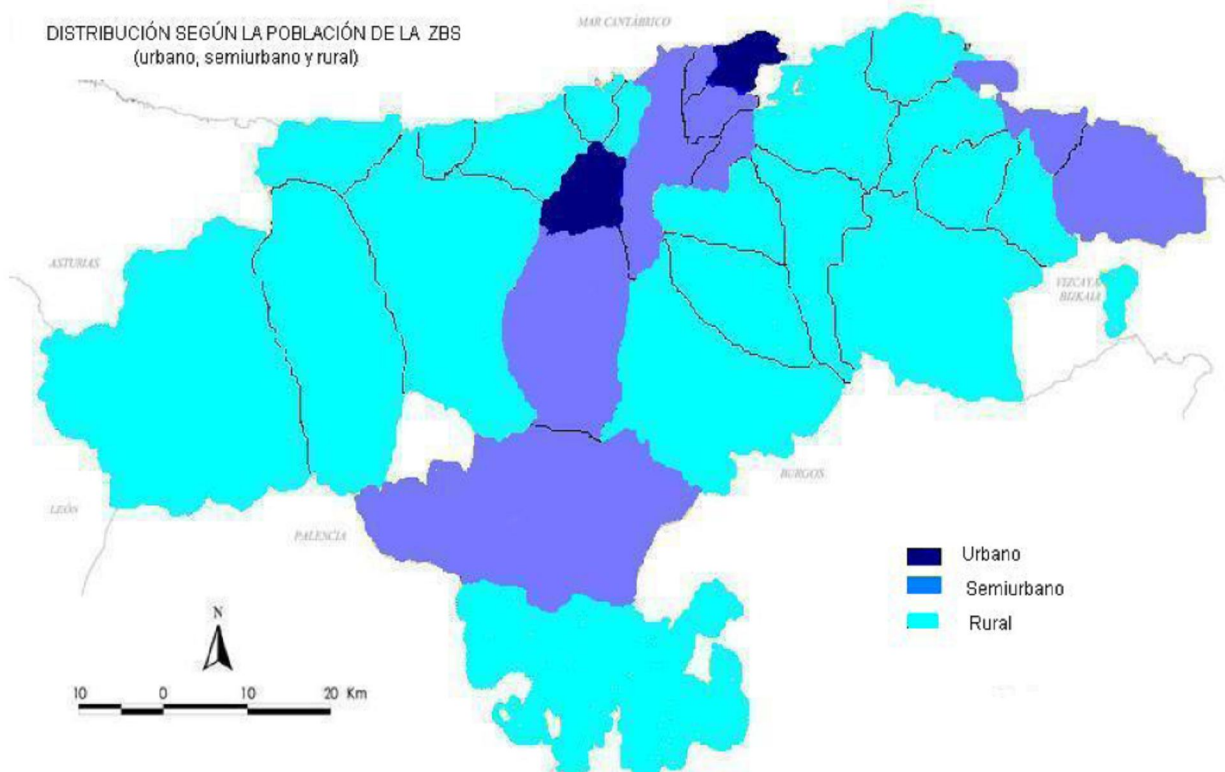 DISTRIBUCIÓN SEGÚN LA POBLACIÓN DE LA ZBS
(urbano, semiurbano y rural)
MAR CANTÁBRICO
ASTURIAS
VIZCAYA
BIZKAIA
BURGOS
LEÓN
PALENCIA
Urbano
Semiurbano
Rural
N
10 0 10 20 Km